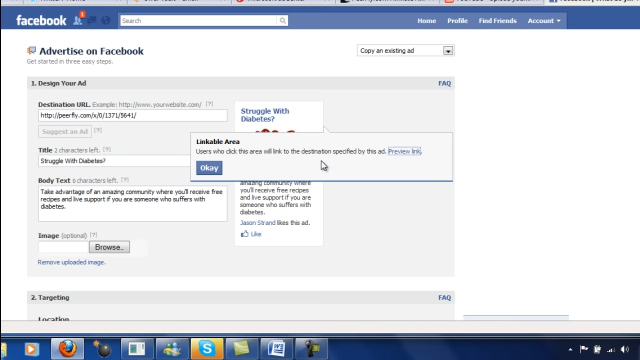 facebook
Search
Home Profile Find Friends Account
Advertise on Facebook
Get started in three easy steps.
Copy an existing ad
1. Design Your Ad
FAQ
Destination URL. Example: http://www.yourwebsite.com/ [?]
http://peerfly.com/x/0/1371/5641/
Suggest an Ad [?]
Title 2 characters left. [?]
Struggle With Diabetes?
Body Text 6 characters left. [?]
Take advantage of an amazing community where you'll receive free
recipes and live support if you are someone who suffers with
diabetes.
Image (optional) [?]
Browse..
Remove uploaded image.
Struggle With
Diabetes?
Linkable Area
Users who click this area will link to the destination specified by this ad. Preview link.
Okay
amazing community where
you'll receive free recipes
and live support if you are
someone who suffers with
diabetes.
Jason Strand likes this ad.
Like
2. Targeting
FAQ
Location